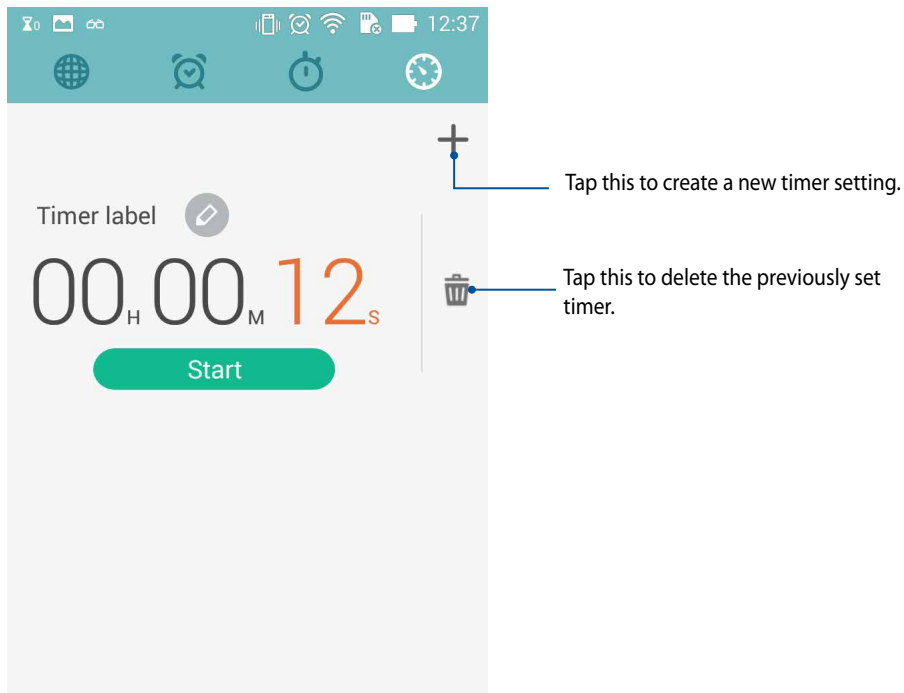 0 12:37
Tap this to create a new timer setting.
Timer label
Tap this to delete the previously set
timer.
00H 00M 12S
Start